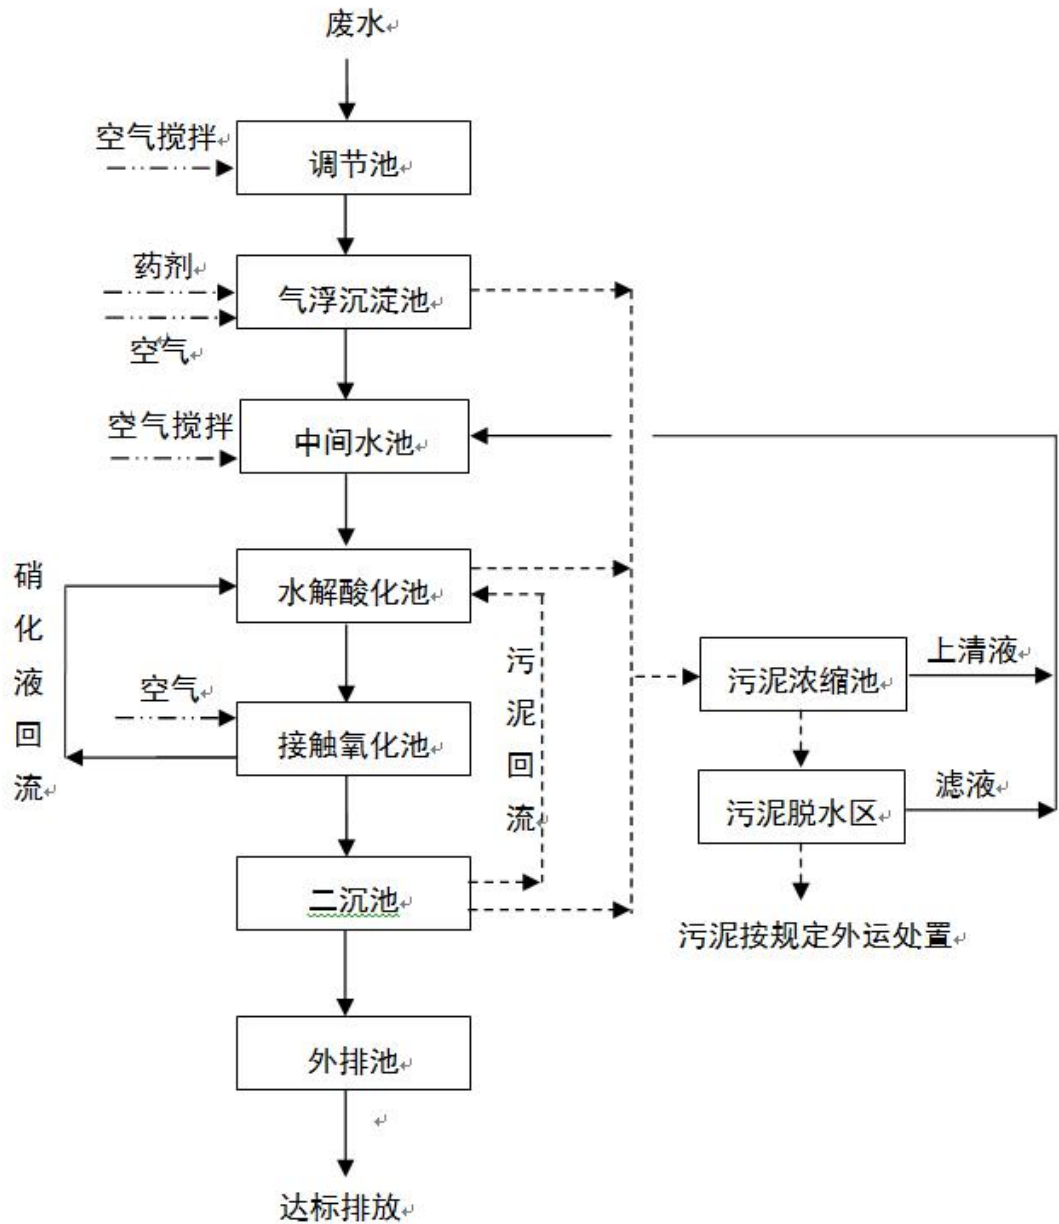 废水
空气搅拌
调节池
药剂
气浮沉淀池
空气
空气搅拌
中间水池
硝化液回流
水解酸化池
污泥回流
空气
接触氧化池
污泥浓缩池
上清液
污泥脱水区
滤液
二沉池
污泥按规定外运处置
外排池
达标排放